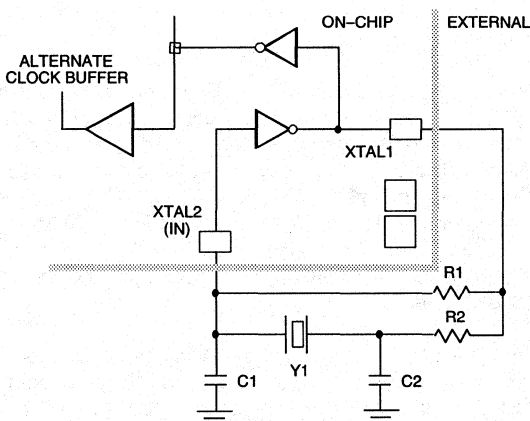 ON-CHIP
EXTERNAL
ALTERNATE
CLOCK BUFFER
XTAL1
XTAL2
(IN)
R1
R2
Y1
C1
C2